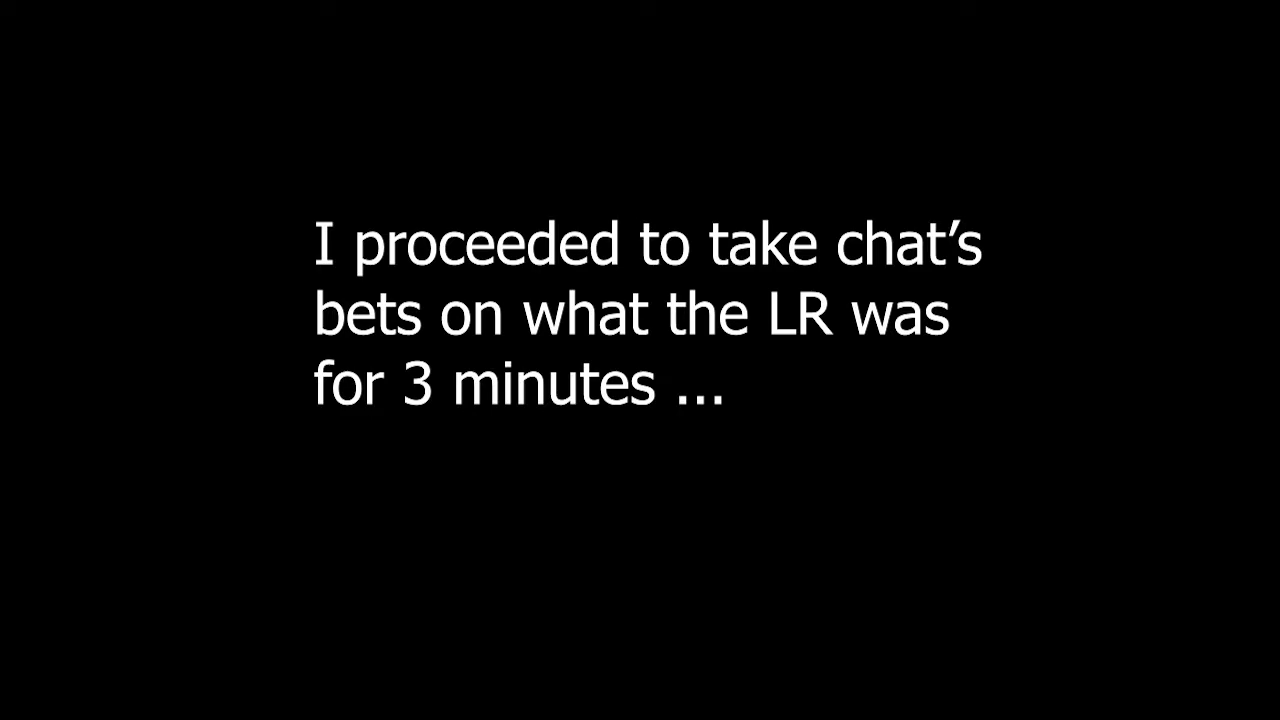 I proceeded to take chat’s
bets on what the LR was
for 3 minutes ...